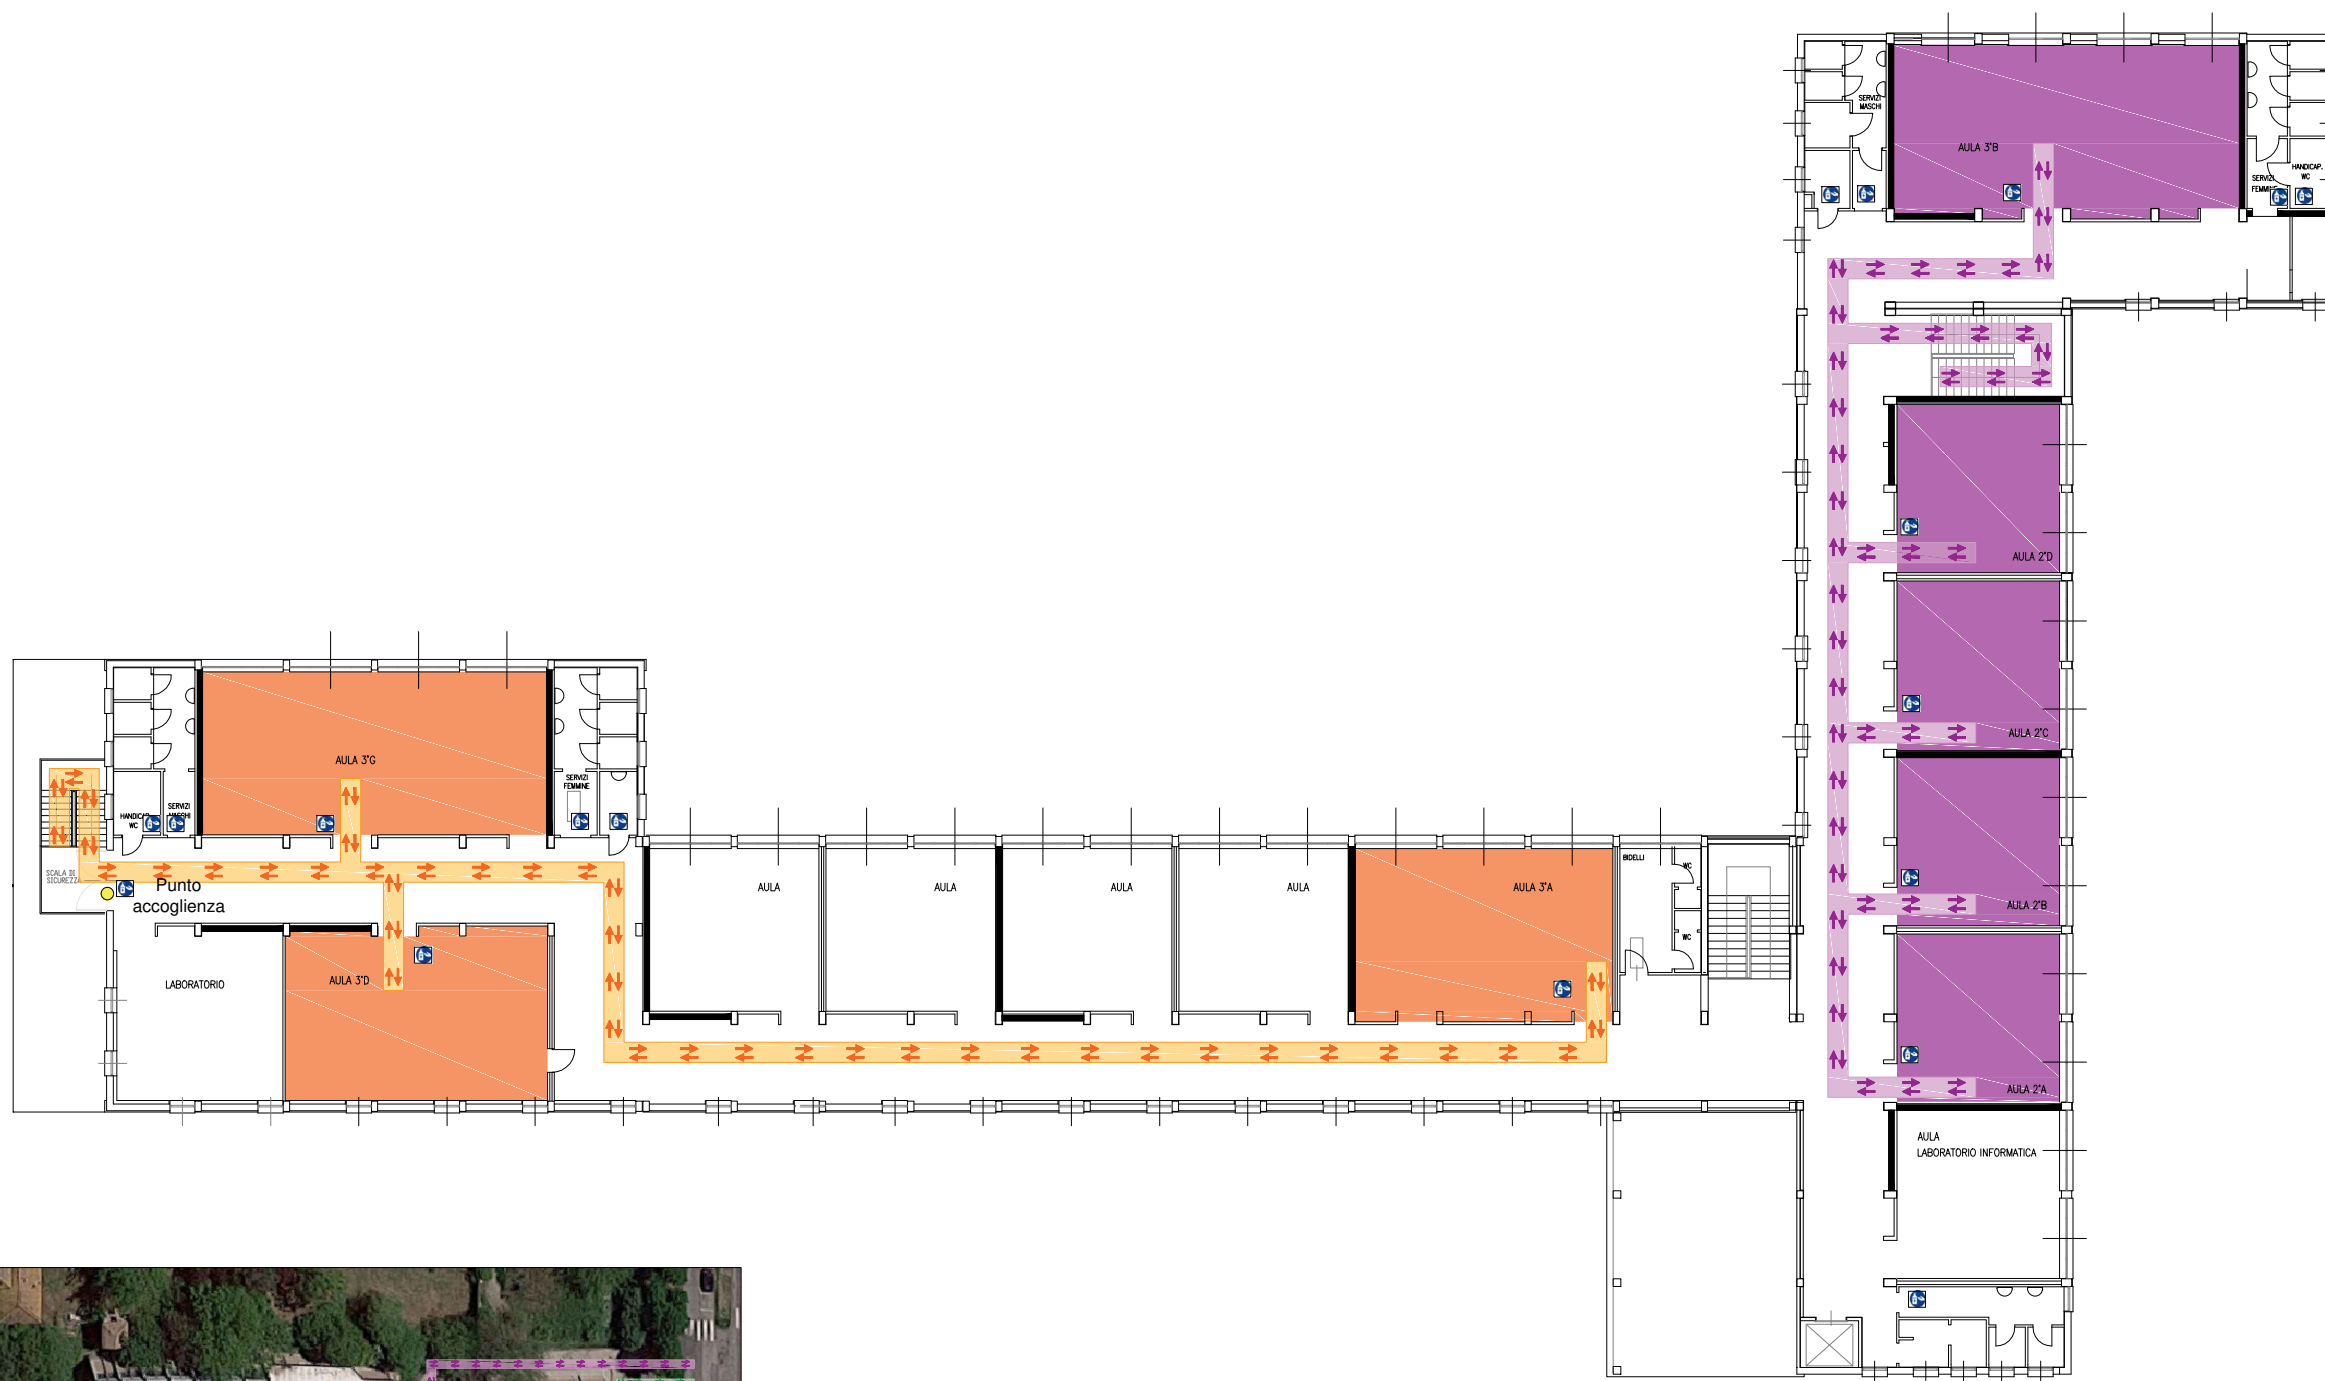 SERVIZI
MASCHI
AULA 3°B
HANDICAP.
WC
SERVIZI
FEMMINE
AULA 2°D
AULA 2°C
AULA 2°B
AULA 2°A
AULA
LABORATORIO INFORMATICA
AULA 3°G
SERVIZI
FEMMINE
HANDICAP
WC
SERVIZI
MASCHI
SCALA DI
SICUREZZA
Punto
accoglienza
LABORATORIO
AULA 3°D
AULA
AULA
AULA
AULA
AULA 3°A
BIDELLI
WC
WC